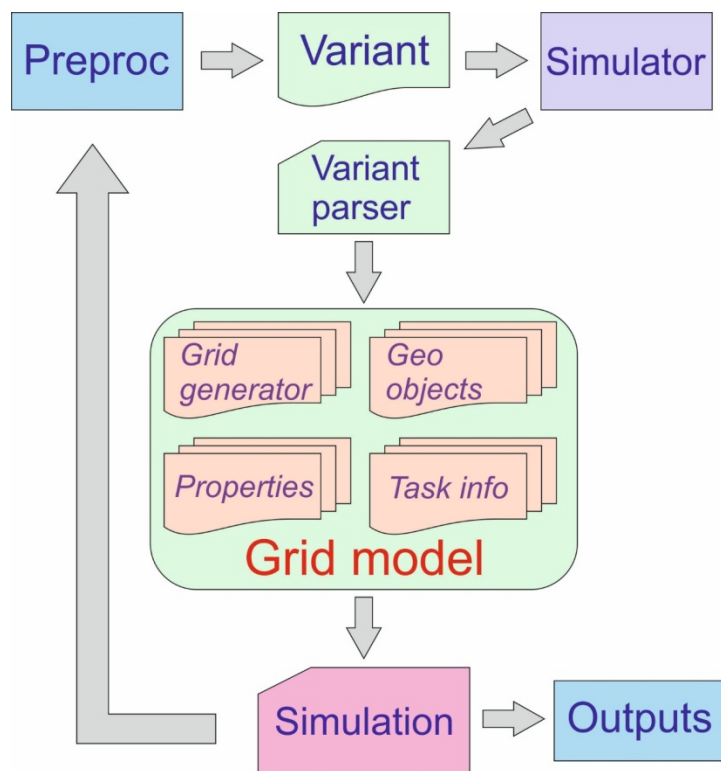 Preproc
Variant
Simulator
Variant
parser
Grid
generator
Geo
objects
Properties
Task info
Grid model
Simulation
Outputs